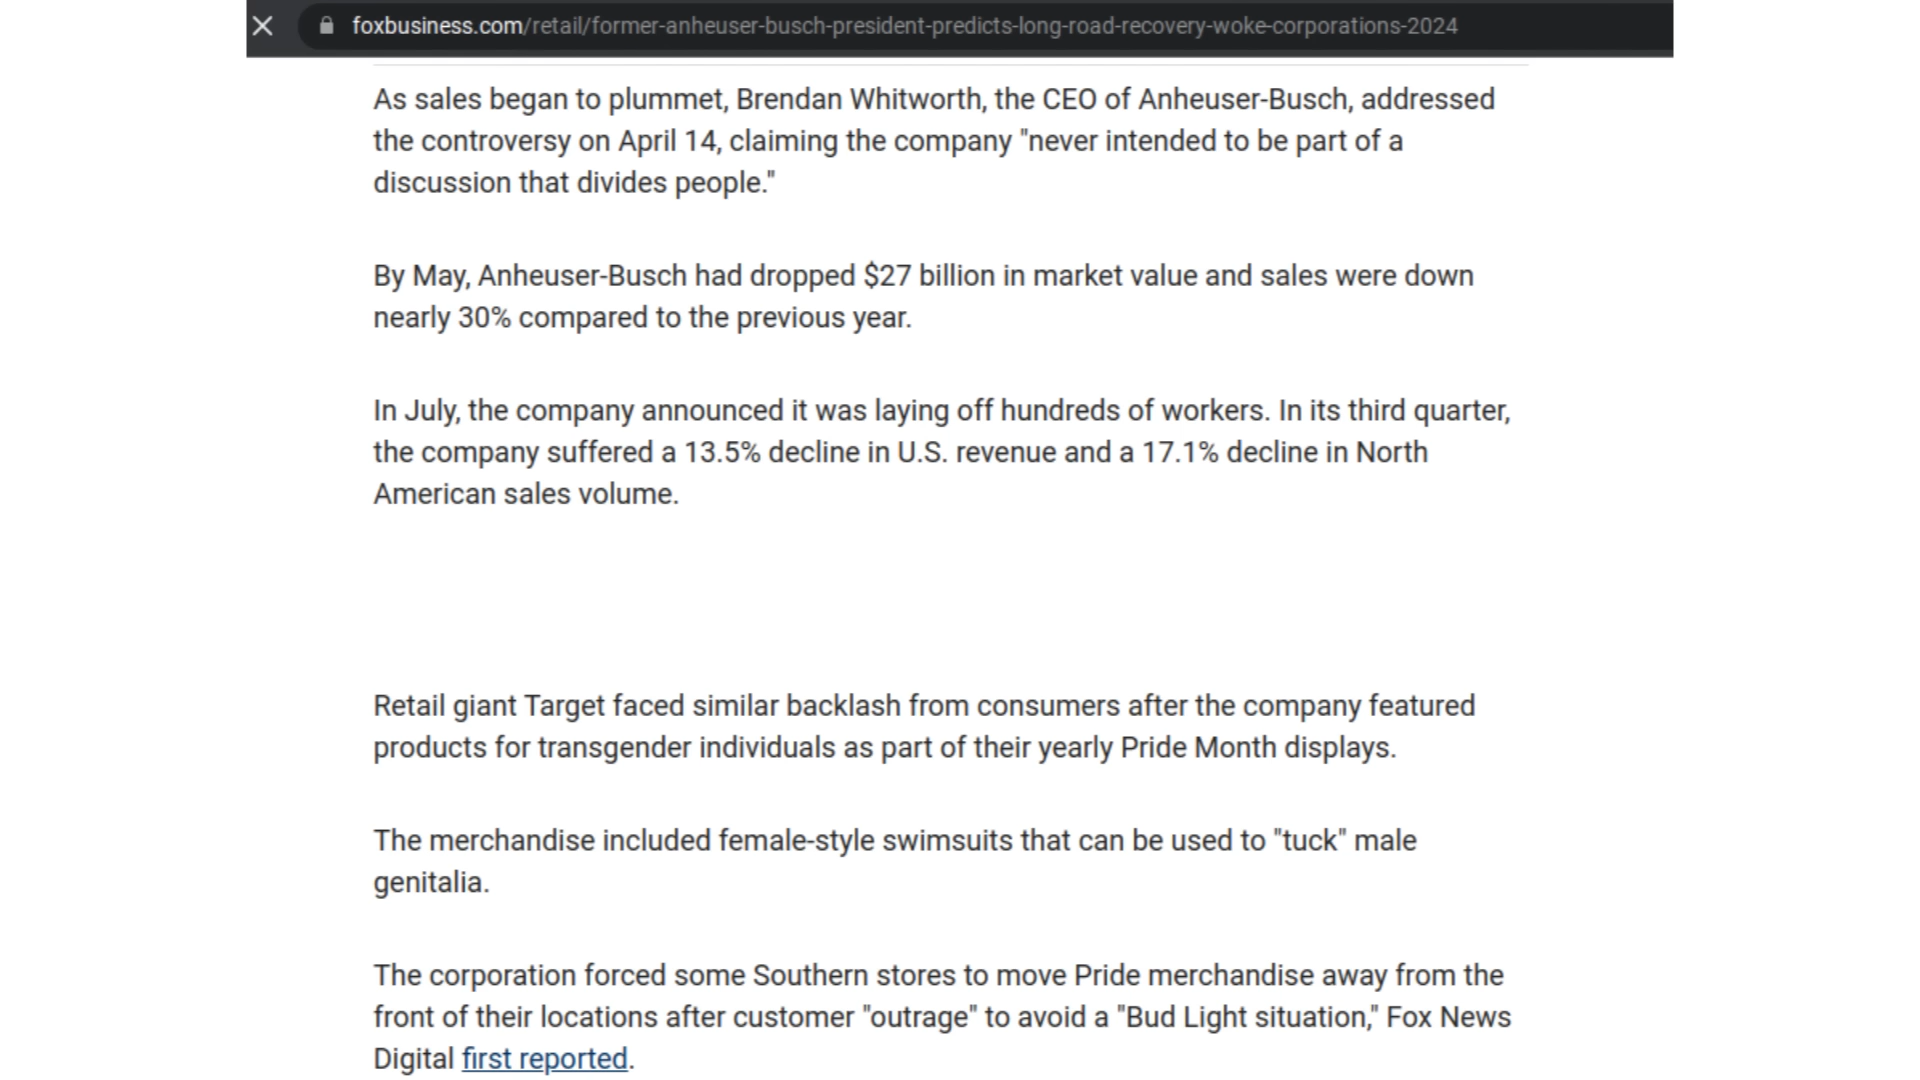 foxbusiness.com/retail/former-anheuser-busch-president-predicts-long-road-recovery-woke-corporations-2024
As sales began to plummet, Brendan Whitworth, the CEO of Anheuser-Busch, addressed
the controversy on April 14, claiming the company "never intended to be part of a
discussion that divides people."
By May, Anheuser-Busch had dropped $27 billion in market value and sales were down
nearly 30% compared to the previous year.
In July, the company announced it was laying off hundreds of workers. In its third quarter,
the company suffered a 13.5% decline in U.S. revenue and a 17.1% decline in North
American sales volume.
Retail giant Target faced similar backlash from consumers after the company featured
products for transgender individuals as part of their yearly Pride Month displays.
The merchandise included female-style swimsuits that can be used to "tuck" male
genitalia.
The corporation forced some Southern stores to move Pride merchandise away from the
front of their locations after customer "outrage" to avoid a "Bud Light situation," Fox News
Digital first reported.